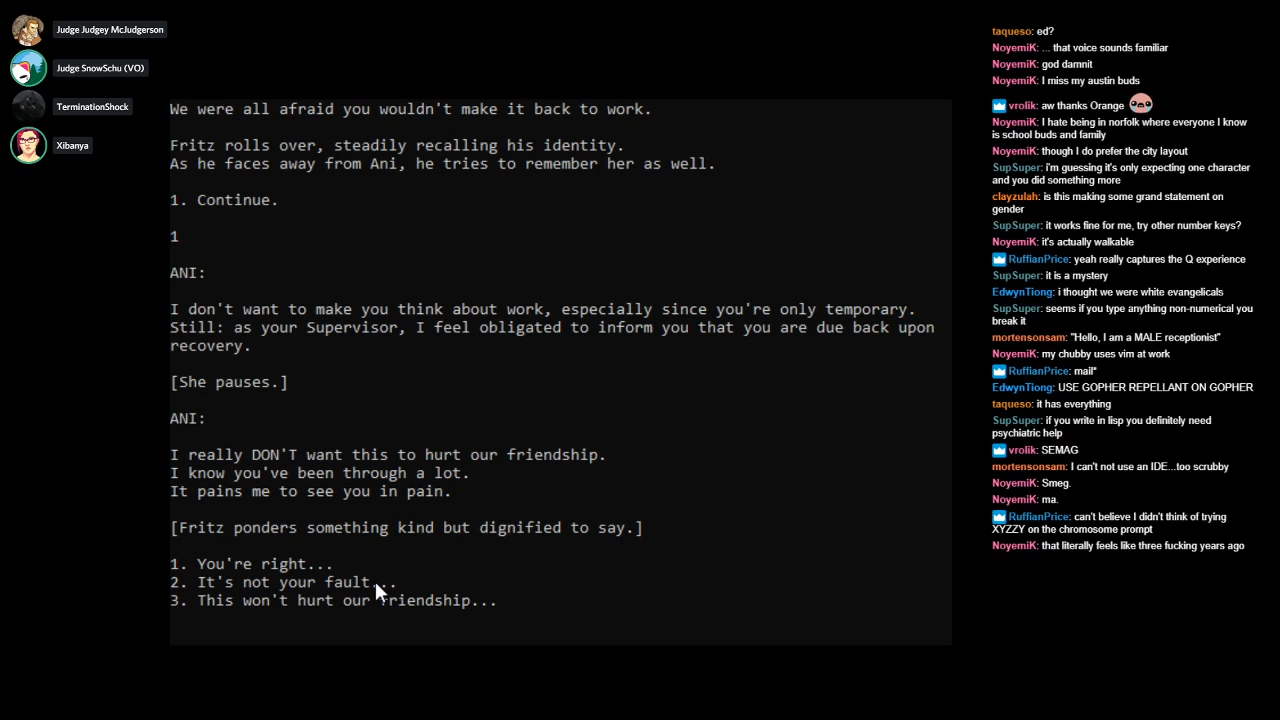 Judge Judgey McJudgerson
Judge SnowSchu (VO)
TerminationShock
Xibanya
We were all afraid you wouldn't make it back to work.
Fritz rolls over, steadily recalling his identity.
As he faces away from Ani, he tries to remember her as well.
1. Continue.
1
ANI:
I don't want to make you think about work, especially since you're only temporary.
Still: as your Supervisor, I feel obligated to inform you that you are due back upon
recovery.
[She pauses.]
ANI:
I really DON'T want this to hurt our friendship.
I know you've been through a lot.
It pains me to see you in pain.
[Fritz ponders something kind but dignified to say.]
1. You're right...
2. It's not your fault...
3. This won't hurt our friendship...
taqueso: ed?
NoyemiK: ... that voice sounds familiar
NoyemiK: god damnit
NoyemiK: I miss my austin buds
vrolik: aw thanks Orange
NoyemiK: I hate being in norfolk where everyone I know
is school buds and family
NoyemiK: though I do prefer the city layout
SupSuper: i'm guessing it's only expecting one character
and you did something more
clayzulah: is this making some grand statement on
gender
SupSuper: it works fine for me, try other number keys?
NoyemiK: it's actually walkable
RuffianPrice: yeah really captures the Q experience
SupSuper: it is a mystery
EdwynTiong: i thought we were white evangelicals
SupSuper: seems if you type anything non-numerical you
break it
mortensonsam: "Hello, I am a MALE receptionist"
NoyemiK: my chubby uses vim at work
RuffianPrice: mail*
EdwynTiong: USE GOPHER REPELLANT ON GOPHER
taqueso: it has everything
SupSuper: if you write in lisp you definitely need
psychiatric help
vrolik: SEMAG
mortensonsam: I can't not use an IDE...too scrubby
NoyemiK: Smeg.
NoyemiK: ma.
RuffianPrice: can't believe I didn't think of trying
XYZZY on the chromosome prompt
NoyemiK: that literally feels like three fucking years ago